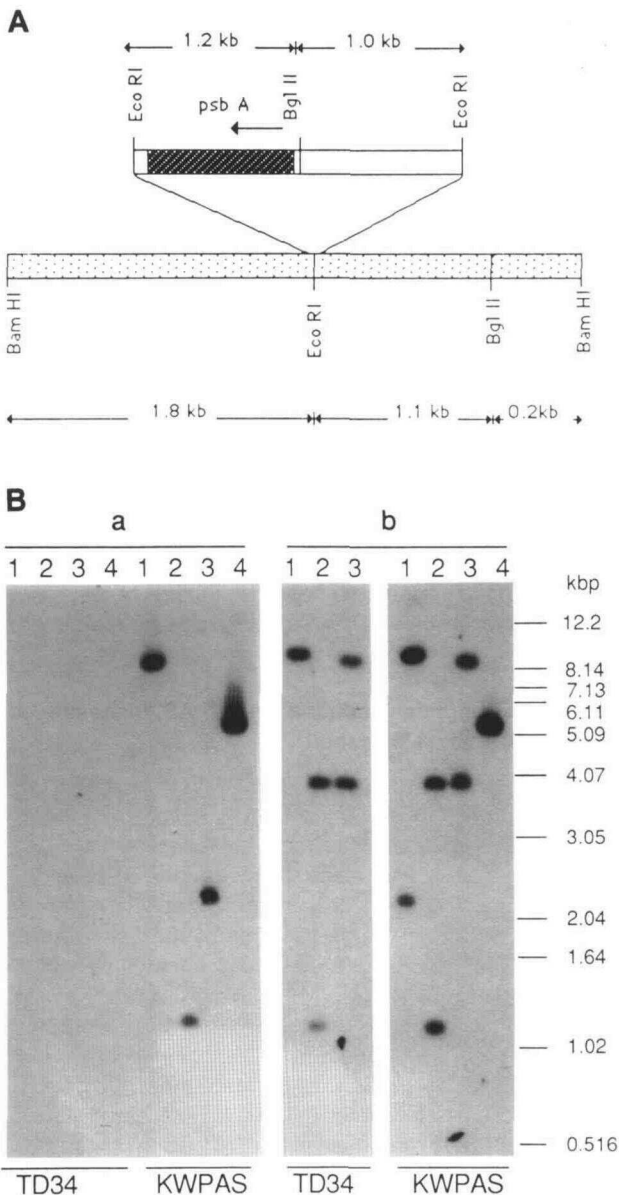 A
1.2 kb 1.0 kb
Eco RI Bgl II Eco RI
psb A
Bam HI Eco RI Bgl II Bam HI
1.8 kb 1.1 kb 0.2kb
B
a b
1 2 3 4 1 2 3 4 1 2 3 1 2 3 4
kbp
12.2
8.14
7.13
6.11
5.09
4.07
3.05
2.04
1.64
1.02
0.516
TD34 KWPAS TD34 KWPAS